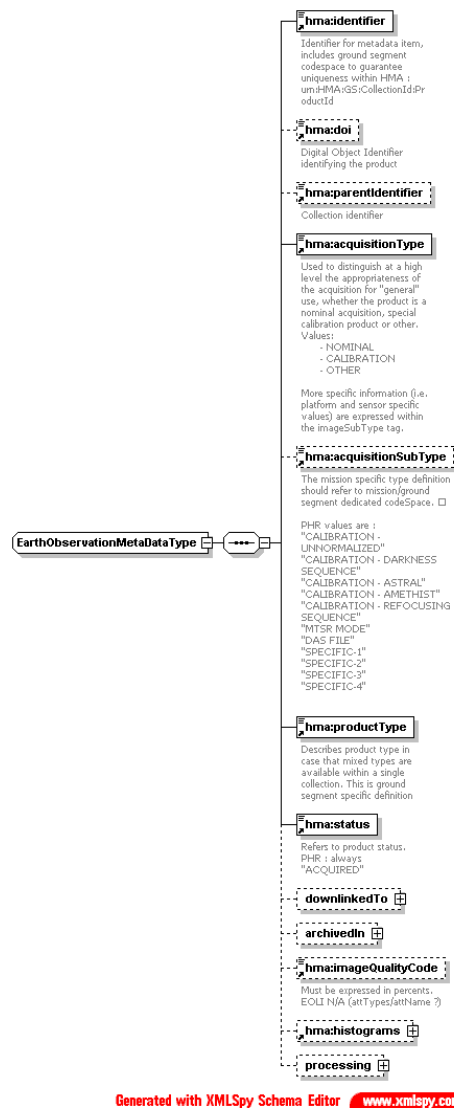 hma:identifier
Identifier for metadata item,
includes ground segment
codespace to guarantee
uniqueness within HMA :
urn:HMA:GS:CollectionId:Pr
oductId
hma:doi
Digital Object Identifier
identifying the product
hma:parentIdentifier
Collection identifier
hma:acquisitionType
Used to distinguish at a high
level the appropriateness of
the acquisition for "general"
use, whether the product is a
nominal acquisition, special
calibration product or other.
Values:
- NOMINAL
- CALIBRATION
- OTHER
More specific information (i.e.
platform and sensor specific
values) are expressed within
the imageSubType tag.
hma:acquisitionSubType
The mission specific type definition
should refer to mission/ground
segment dedicated codeSpace.
EarthObservationMetaDataType
PHR values are :
"CALIBRATION -
UNNORMALIZED"
"CALIBRATION - DARKNESS
SEQUENCE"
"CALIBRATION - ASTRAL"
"CALIBRATION - AMETHIST"
"CALIBRATION - REFOCUSING
SEQUENCE"
"MTSR MODE"
"DAS FILE"
"SPECIFIC-1"
"SPECIFIC-2"
"SPECIFIC-3"
"SPECIFIC-4"
hma:productType
Describes product type in
case that mixed types are
available within a single
collection. This is ground
segment specific definition
hma:status
Refers to product status.
PHR : always
"ACQUIRED"
downlinkedTo
archivedIn
hma:imageQualityCode
Must be expressed in percents.
EOLI N/A (attTypes/attName ?)
hma:histograms
processing
Generated with XMLSpy Schema Editor www.xmlspy.com